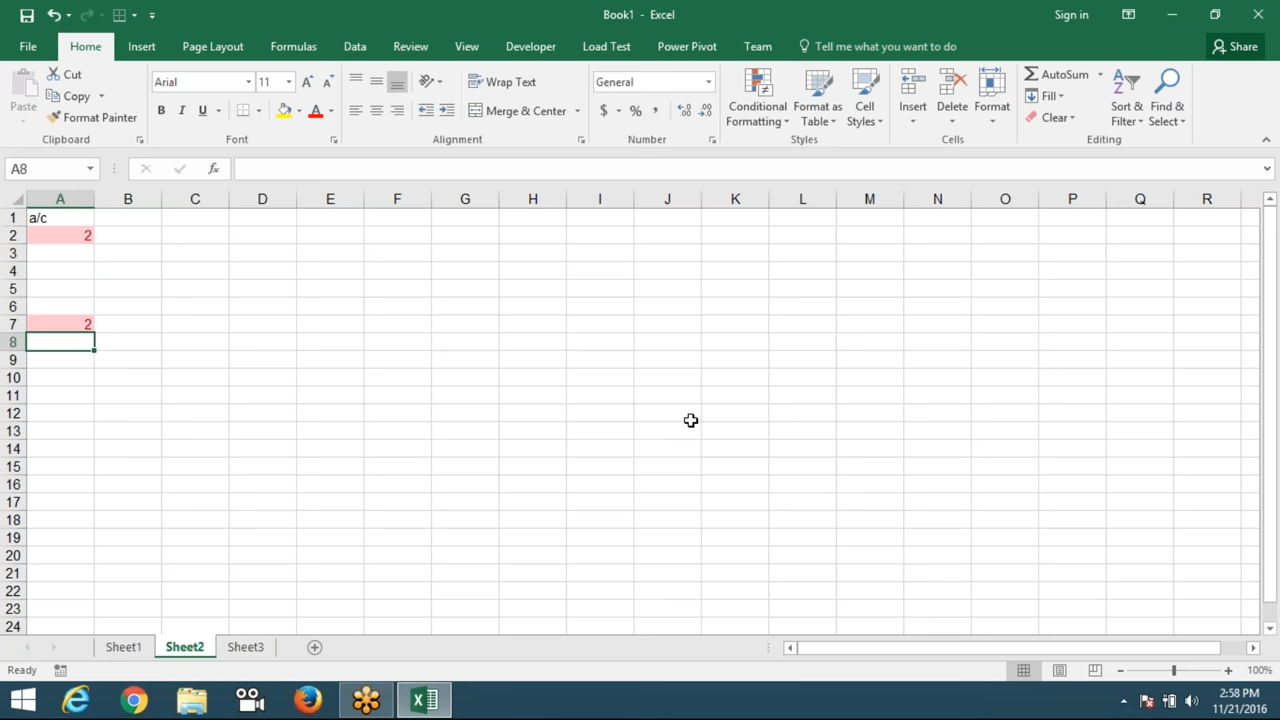 Book1 - Excel
Sign in
File Home Insert Page Layout Formulas Data Review View Developer Load Test Power Pivot Team Tell me what you want to do Share
Paste
Cut
Copy
Format Painter
Clipboard
Arial 11
B I U
Font
Wrap Text
Merge & Center
Alignment
General
$ % ,
Number
Conditional Formatting
Format as Table
Cell Styles
Styles
Insert
Delete
Format
Cells
AutoSum
Fill
Clear
Sort & Filter
Find & Select
Editing
A8
fx
A B C D E F G H I J K L M N O P Q R
1 a/c
2 2
3
4
5
6
7 2
8
9
10
11
12
13
14
15
16
17
18
19
20
21
22
23
24
Sheet1 Sheet2 Sheet3
Ready
100%
2:58 PM
11/21/2016